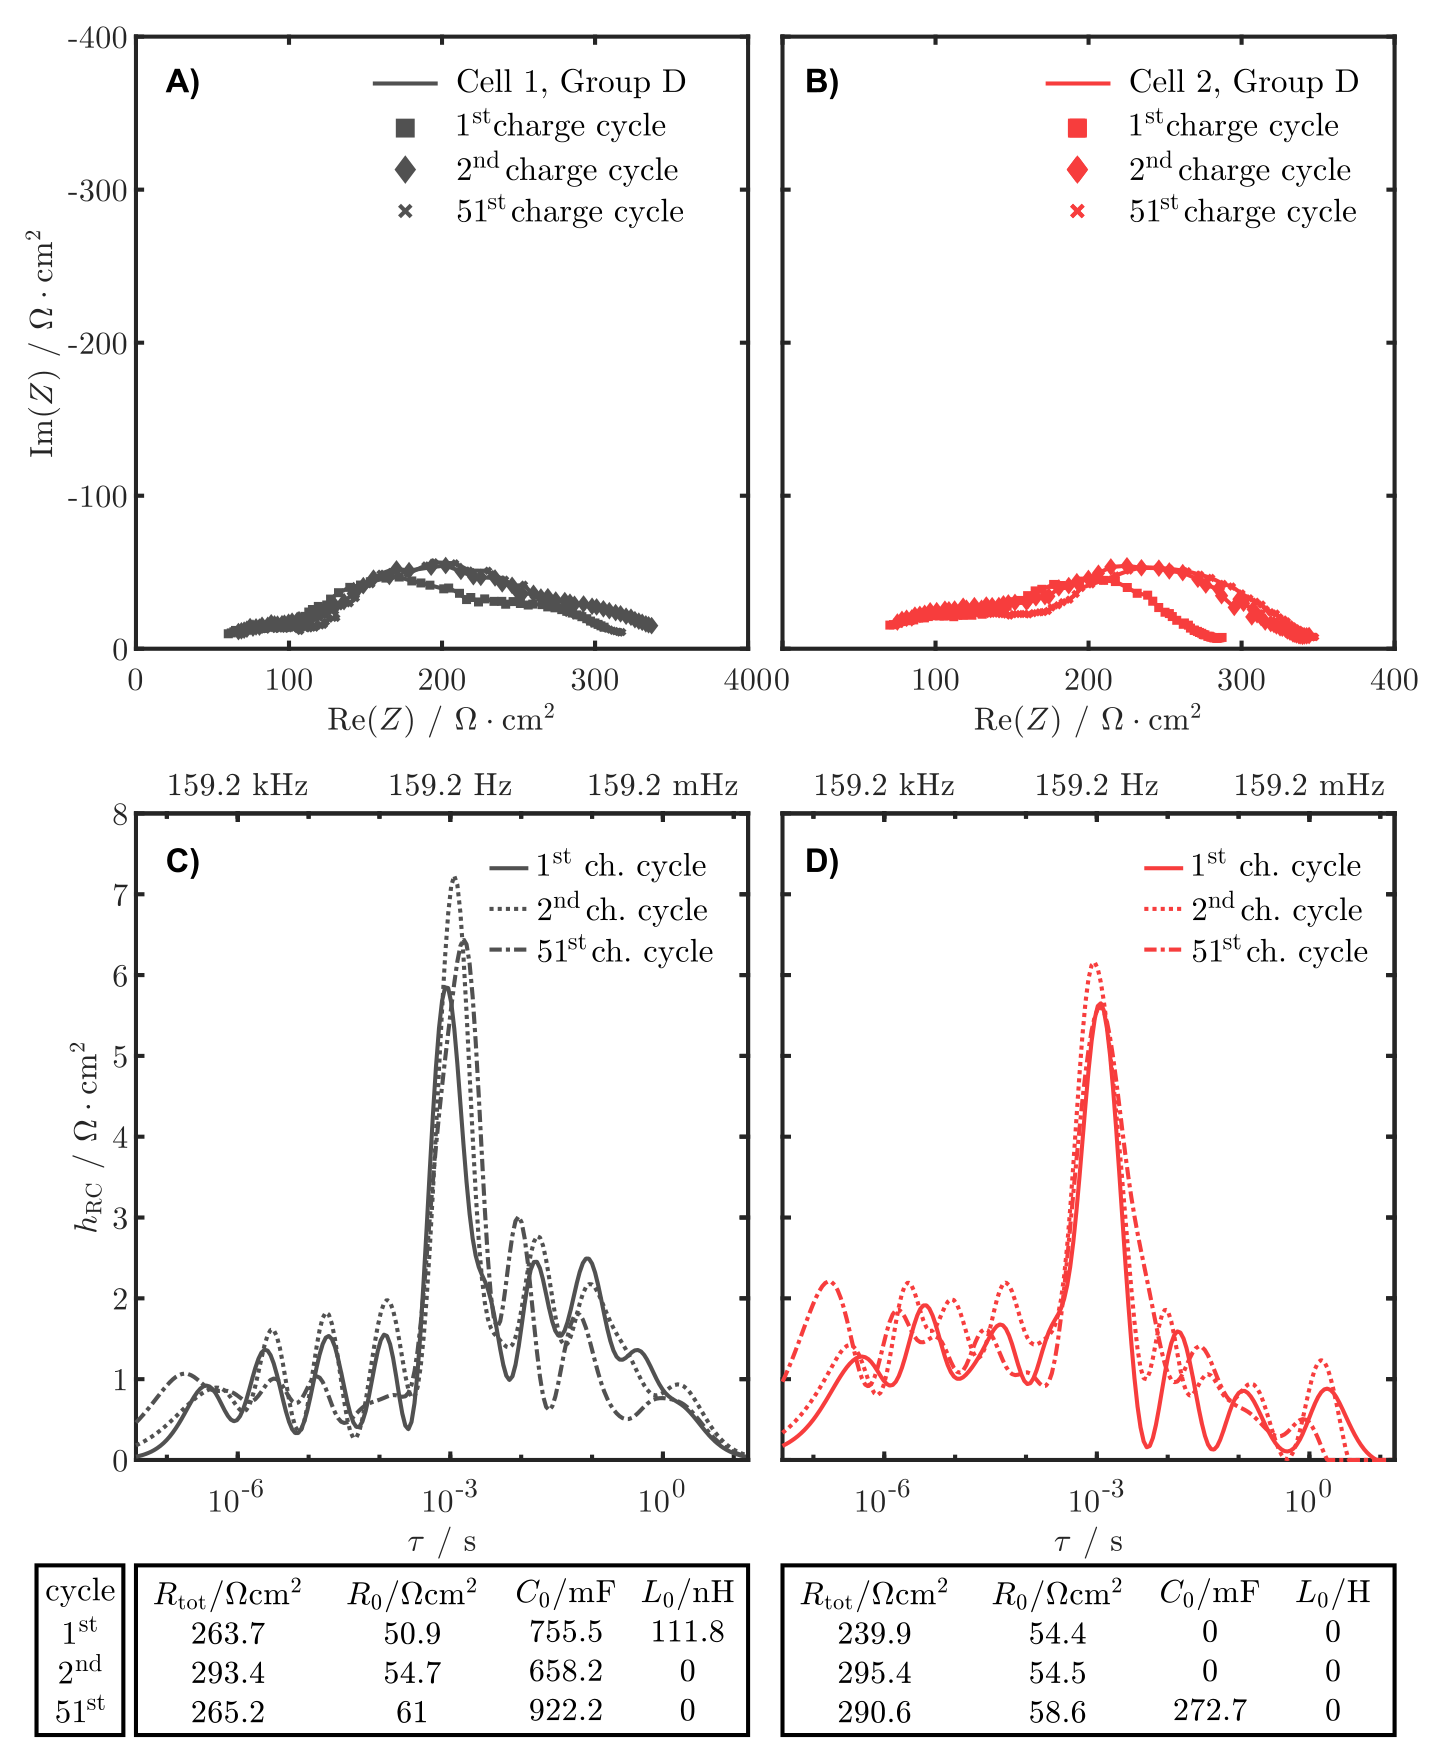 A)
Cell 1, Group D
1st charge cycle
2nd charge cycle
51st charge cycle
-400
-300
-200
-100
0
Im(Z) / Ω · cm²
0 100 200 300 400
Re(Z) / Ω · cm²
B)
Cell 2, Group D
1st charge cycle
2nd charge cycle
51st charge cycle
0 100 200 300 400
Re(Z) / Ω · cm²
159.2 kHz 159.2 Hz 159.2 mHz
C)
1st ch. cycle
2nd ch. cycle
51st ch. cycle
8
7
6
5
4
3
2
1
0
hRC / Ω · cm²
10-6 10-3 100
τ / s
159.2 kHz 159.2 Hz 159.2 mHz
D)
1st ch. cycle
2nd ch. cycle
51st ch. cycle
10-6 10-3 100
τ / s
cycle
1st
2nd
51st
Rtot/Ωcm² R0/Ωcm² C0/mF L0/nH
263.7 50.9 755.5 111.8
293.4 54.7 658.2 0
265.2 61 922.2 0
Rtot/Ωcm² R0/Ωcm² C0/mF L0/H
239.9 54.4 0 0
295.4 54.5 0 0
290.6 58.6 272.7 0